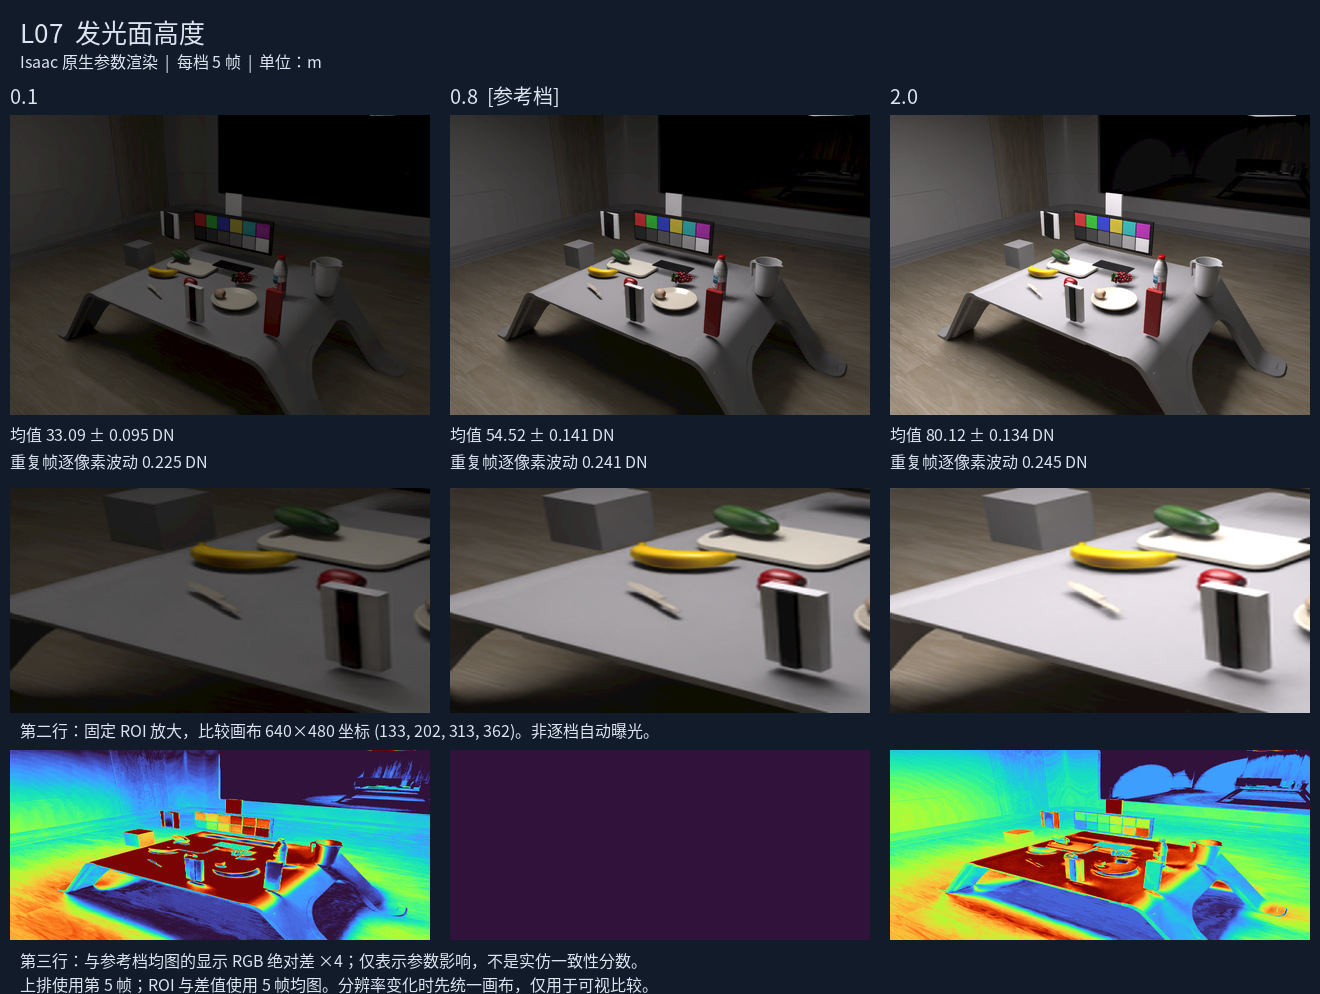 L07 发光面高度
Isaac 原生参数渲染 | 每档 5 帧 | 单位：m
0.1
0.8 [参考档]
2.0
均值 33.09 ± 0.095 DN
重复帧逐像素波动 0.225 DN
均值 54.52 ± 0.141 DN
重复帧逐像素波动 0.241 DN
均值 80.12 ± 0.134 DN
重复帧逐像素波动 0.245 DN
第二行：固定 ROI 放大，比较画布 640×480 坐标 (133, 202, 313, 362)。非逐档自动曝光。
第三行：与参考档均图的显示 RGB 绝对差 ×4；仅表示参数影响，不是实仿一致性分数。
上排使用第 5 帧；ROI 与差值使用 5 帧均图。分辨率变化时先统一画布，仅用于可视比较。